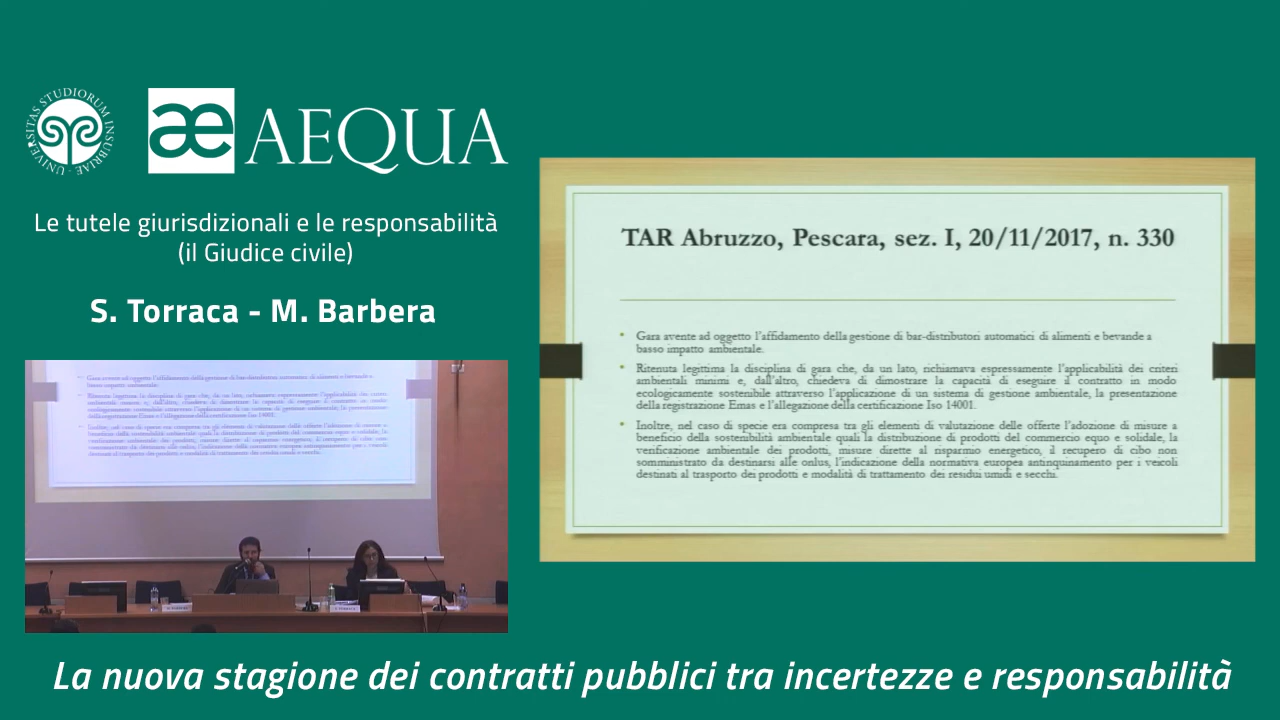 UNIVERSITAS STUDIORUM INSUBRIAE
æ AEQUA
Le tutele giurisdizionali e le responsabilità
(il Giudice civile)
S. Torraca - M. Barbera
TAR Abruzzo, Pescara, sez. I, 20/11/2017, n. 330
• Gara avente ad oggetto l'affidamento della gestione di bar-distributori automatici di alimenti e bevande a
basso impatto ambientale.
• Ritenuta legittima la disciplina di gara che, da un lato, richiamava espressamente l'applicabilità dei criteri
ambientali minimi e, dall'altro, chiedeva di dimostrare la capacità di eseguire il contratto in modo
ecologicamente sostenibile attraverso l'applicazione di un sistema di gestione ambientale, la presentazione
della registrazione Emas e l'allegazione della certificazione Iso 14001.
• Inoltre, nel caso di specie era compresa tra gli elementi di valutazione delle offerte l'adozione di misure a
beneficio della sostenibilità ambientale quali la distribuzione di prodotti del commercio equo e solidale, la
verificazione ambientale dei prodotti, misure dirette al risparmio energetico, il recupero di cibo non
somministrato da destinarsi alle onlus, l'indicazione della normativa europea antinquinamento per i veicoli
destinati al trasporto dei prodotti e modalità di trattamento dei residui umidi e secchi.
La nuova stagione dei contratti pubblici tra incertezze e responsabilità